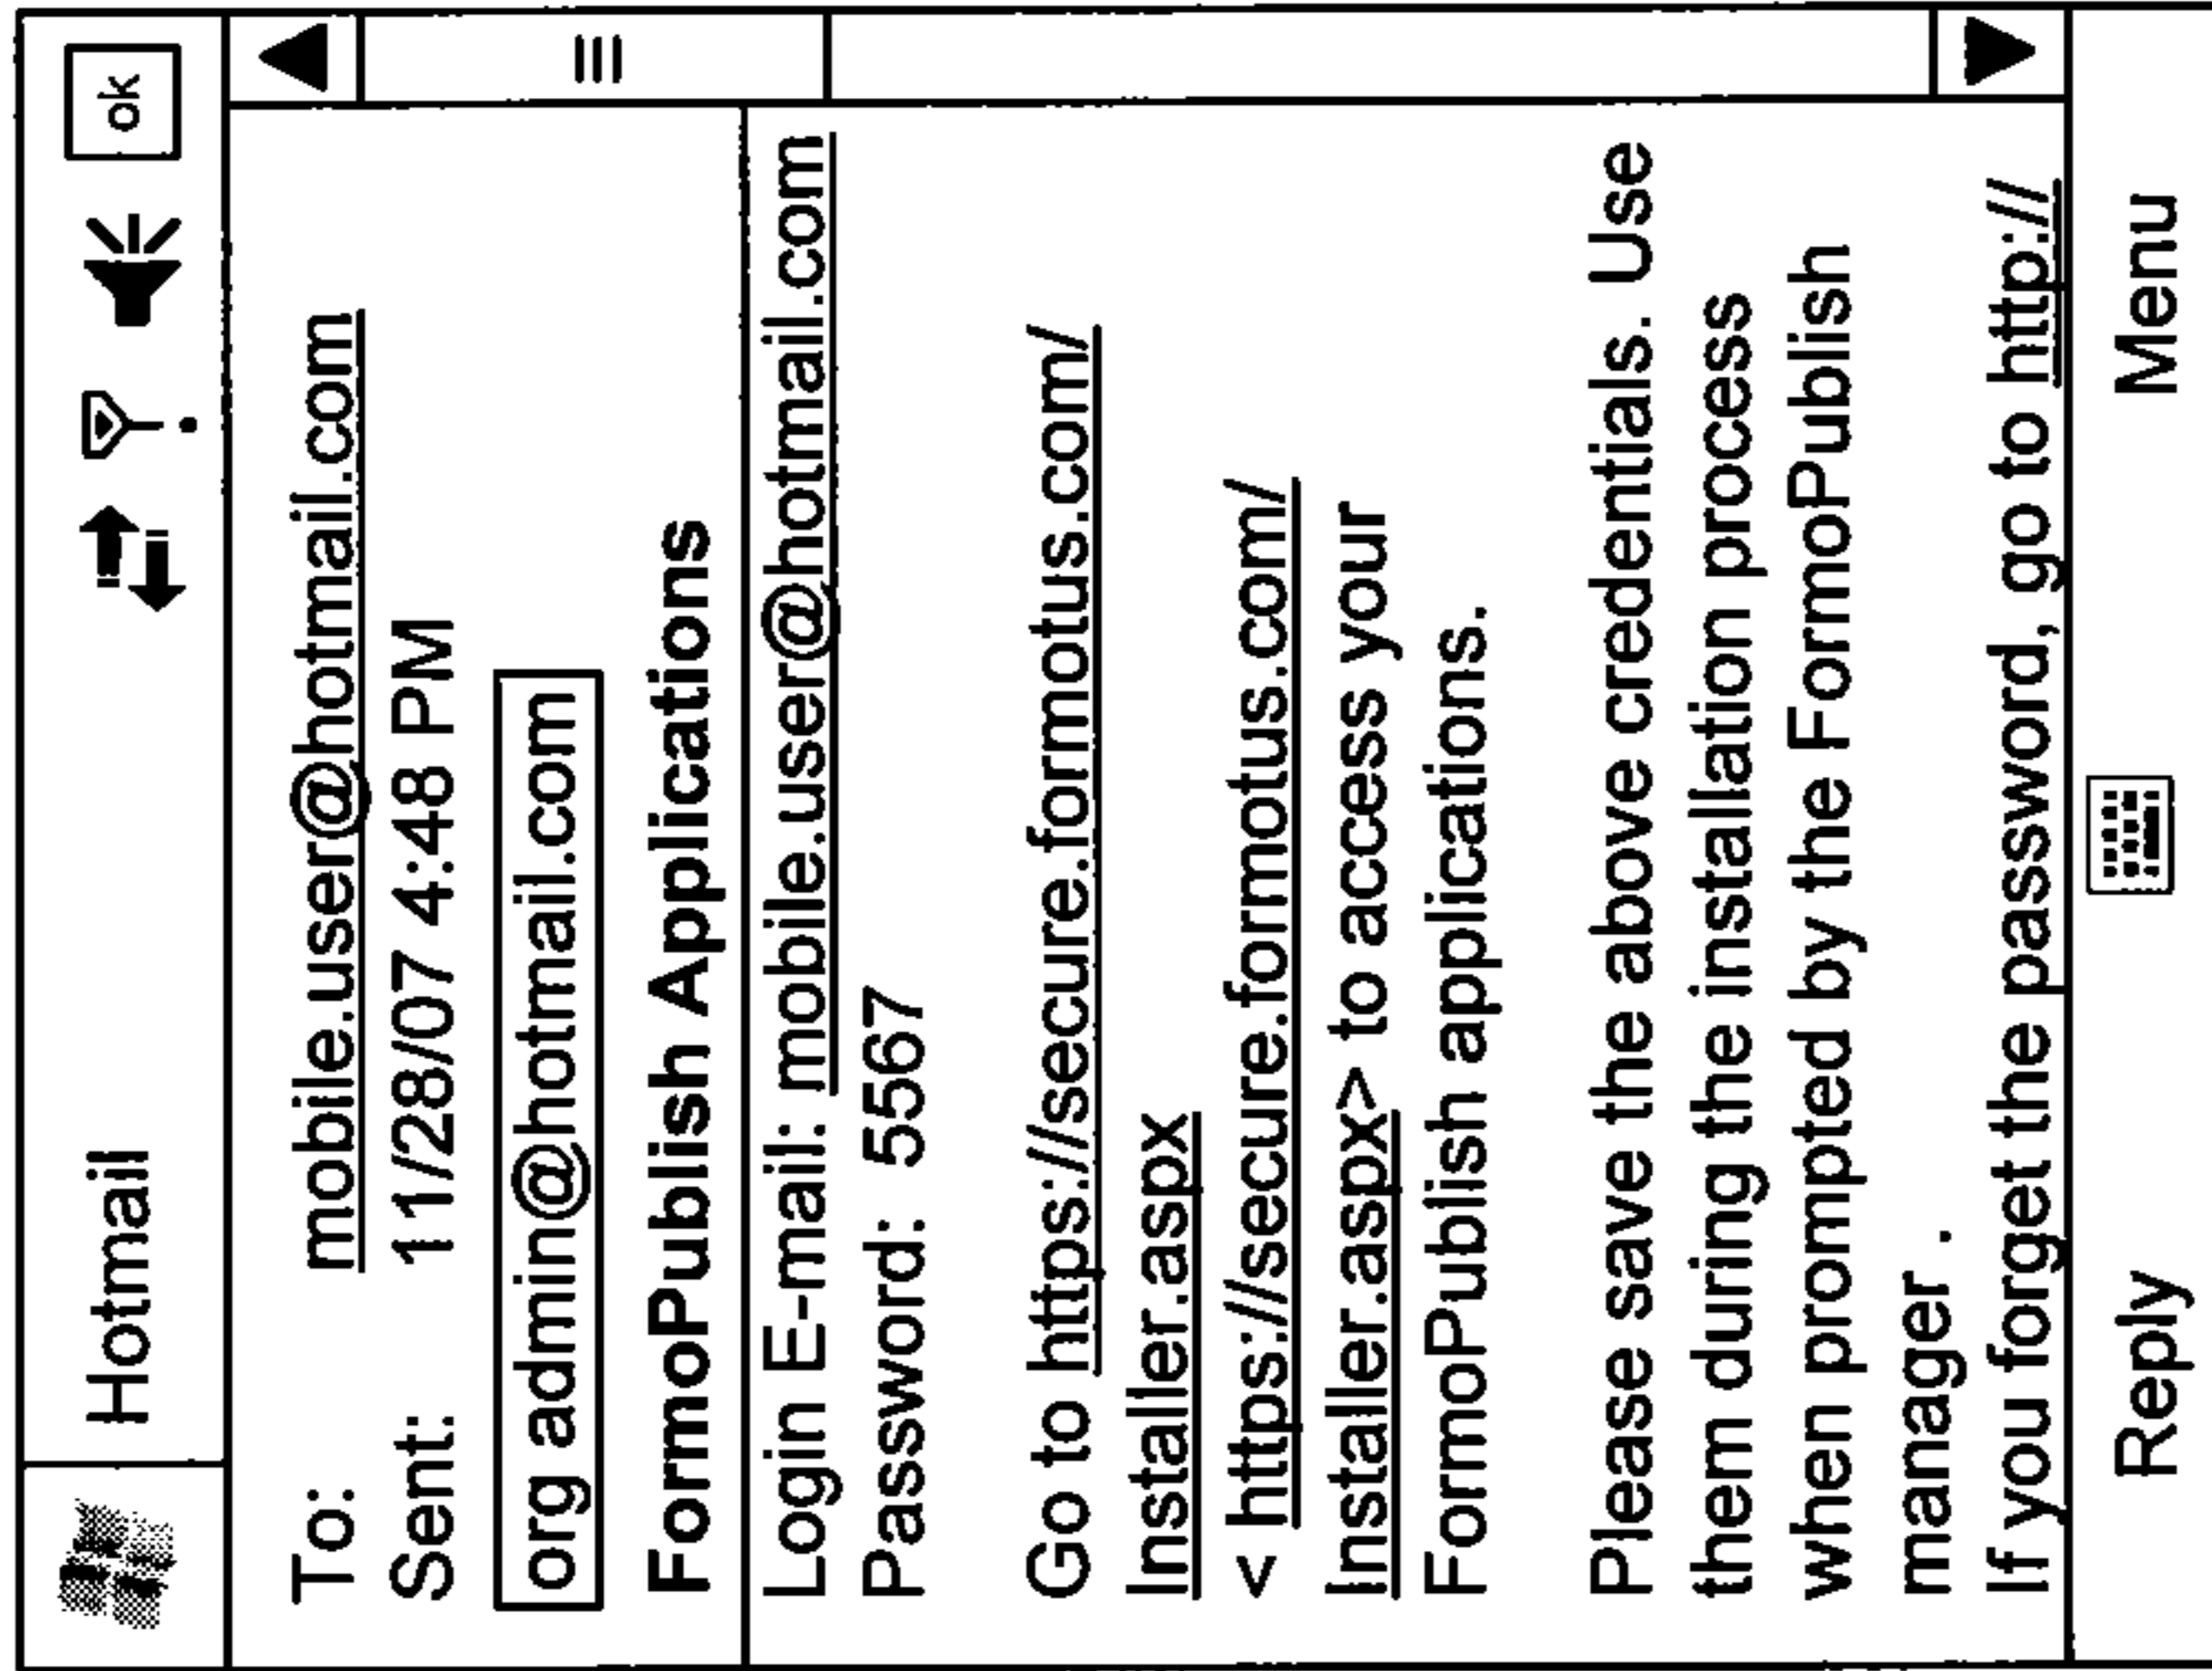 Hotmail ok
To: mobile.user@hotmail.com
Sent: 11/28/07 4:48 PM
org admin@hotmail.com
FormoPublish Applications
Login E-mail: mobile.user@hotmail.com
Password: 5567
Go to https://secure.formotus.com/
Installer.aspx
< https://secure.formotus.com/
Installer.aspx> to access your
FormoPublish applications.
Please save the above credentials. Use
them during the installation process
when prompted by the FormoPublish
manager .
If you forget the password, go to http://
Reply Menu